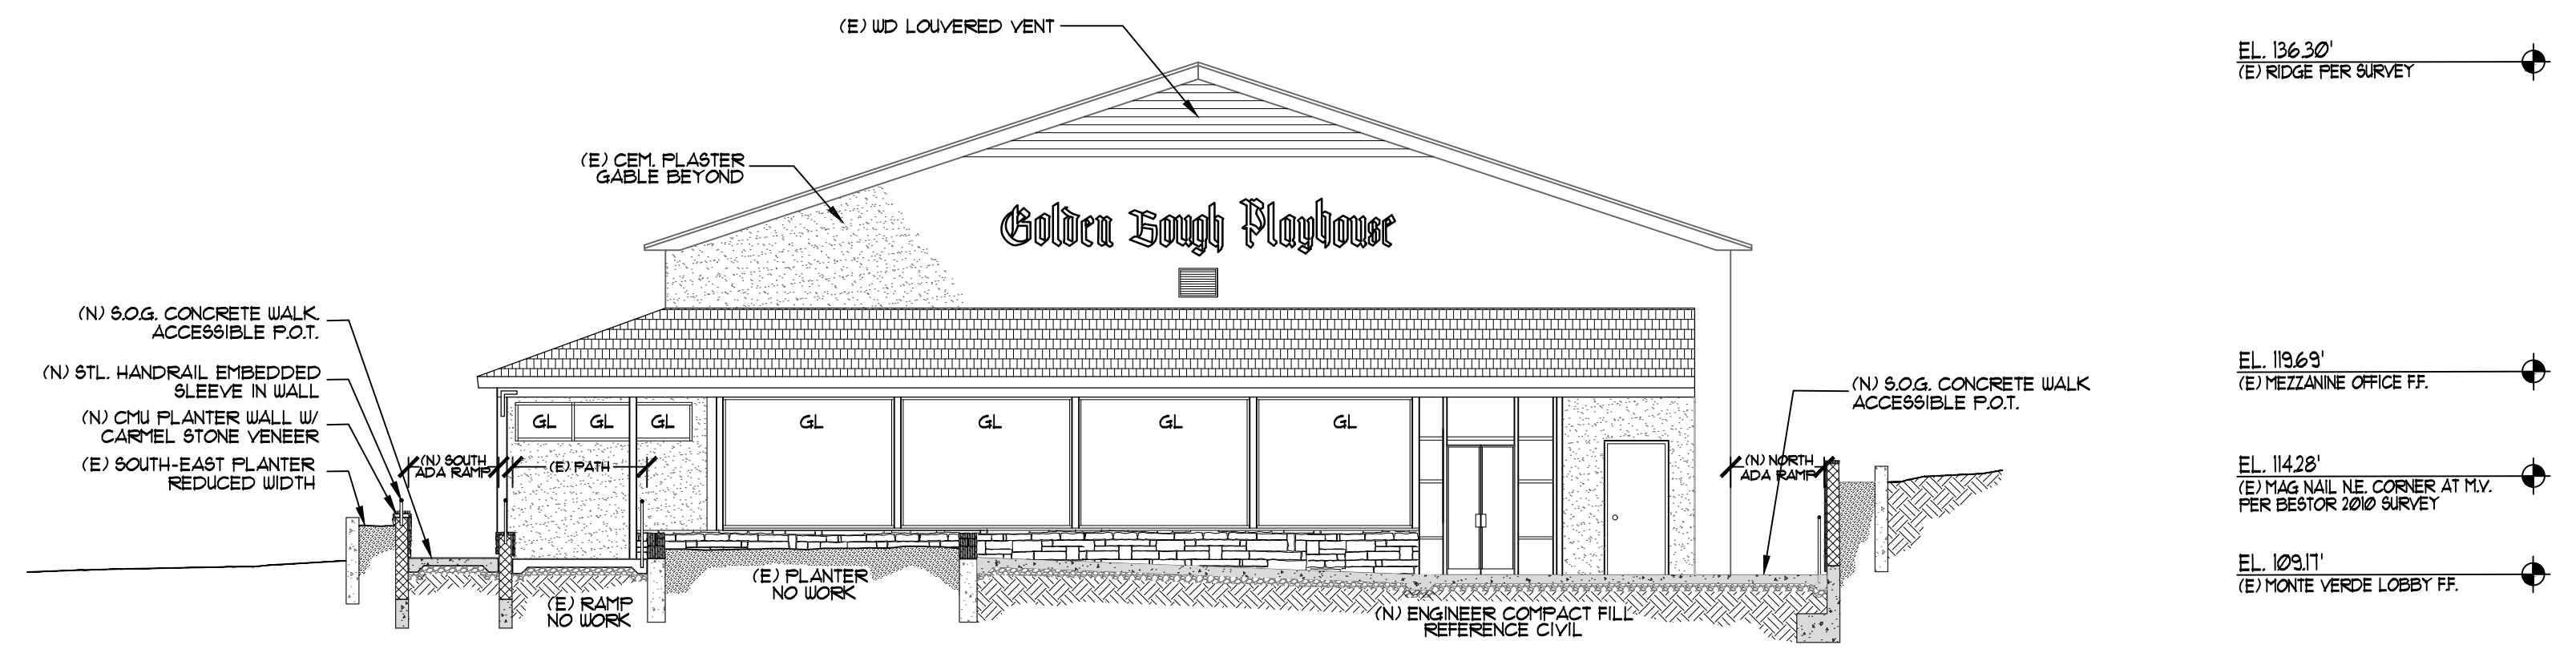 (E) WD LOUVERED VENT
EL. 136.30'
(E) RIDGE PER SURVEY
(E) CEM. PLASTER
GABLE BEYOND
Golden Bough Playhouse
(N) S.O.G. CONCRETE WALK.
ACCESSIBLE P.O.T.
(N) STL. HANDRAIL EMBEDDED
SLEEVE IN WALL
(N) CMU PLANTER WALL W/
CARMEL STONE VENEER
(E) SOUTH-EAST PLANTER
REDUCED WIDTH
EL. 119.69'
(E) MEZZANINE OFFICE F.F.
(N) S.O.G. CONCRETE WALK
ACCESSIBLE P.O.T.
GL
GL
GL
GL
GL
GL
GL
(N) SOUTH
ADA RAMP
(E) PATH
(N) NORTH
ADA RAMP
EL. 114.28'
(E) MAG NAIL N.E. CORNER AT M.V.
PER BESTOR 2010 SURVEY
EL. 109.17'
(E) MONTE VERDE LOBBY F.F.
(E) PLANTER
NO WORK
(E) RAMP
NO WORK
(N) ENGINEER COMPACT FILL
REFERENCE CIVIL